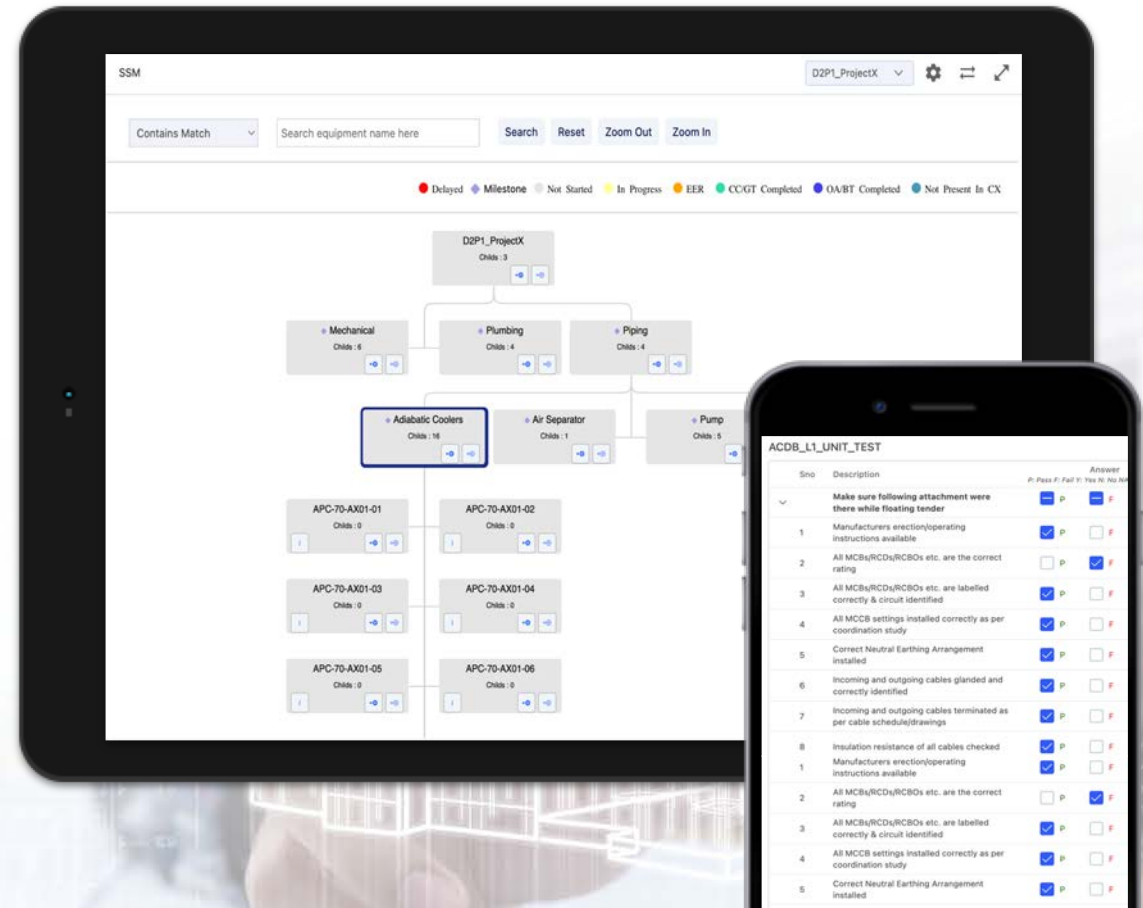 SSM
D2P1_ProjectX
Contains Match
Search equipment name here
Search
Reset
Zoom Out
Zoom In
Delayed
Milestone
Not Started
In Progress
EER
CC/GT Completed
OA/BT Completed
Not Present In CX
D2P1_ProjectX
Childs : 3
Mechanical
Childs : 6
Plumbing
Childs : 4
Piping
Childs : 4
Adiabatic Coolers
Childs : 16
Air Separator
Childs : 1
Pump
Childs : 5
APC-70-AX01-01
Childs : 0
i
APC-70-AX01-02
Childs : 0
i
APC-70-AX01-03
Childs : 0
i
APC-70-AX01-04
Childs : 0
i
APC-70-AX01-05
Childs : 0
i
APC-70-AX01-06
Childs : 0
i
ACDB_L1_UNIT_TEST
Sno
Description
Answer
P: Pass F: Fail Y: Yes N: No NA
Make sure following attachment were
there while floating tender
P
F
1
Manufacturers erection/operating
instructions available
P
F
2
All MCBs/RCDs/RCBOs etc. are the correct
rating
P
F
3
All MCBs/RCDs/RCBOs etc. are labelled
correctly & circuit identified
P
F
4
All MCCB settings installed correctly as per
coordination study
P
F
5
Correct Neutral Earthing Arrangement
installed
P
F
6
Incoming and outgoing cables glanded and
correctly identified
P
F
7
Incoming and outgoing cables terminated as
per cable schedule/drawings
P
F
8
Insulation resistance of all cables checked
P
F
1
Manufacturers erection/operating
instructions available
P
F
2
All MCBs/RCDs/RCBOs etc. are the correct
rating
P
F
3
All MCBs/RCDs/RCBOs etc. are labelled
correctly & circuit identified
P
F
4
All MCCB settings installed correctly as per
coordination study
P
F
5
Correct Neutral Earthing Arrangement
installed
P
F